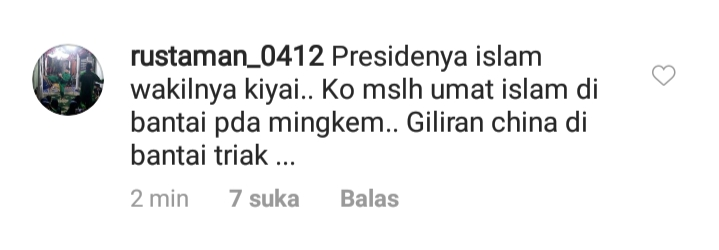 rustaman_0412 Presidenya islam
wakilnya kiyai.. Ko mslh umat islam di
bantai pda mingkem.. Giliran china di
bantai triak ...
2 min 7 suka Balas